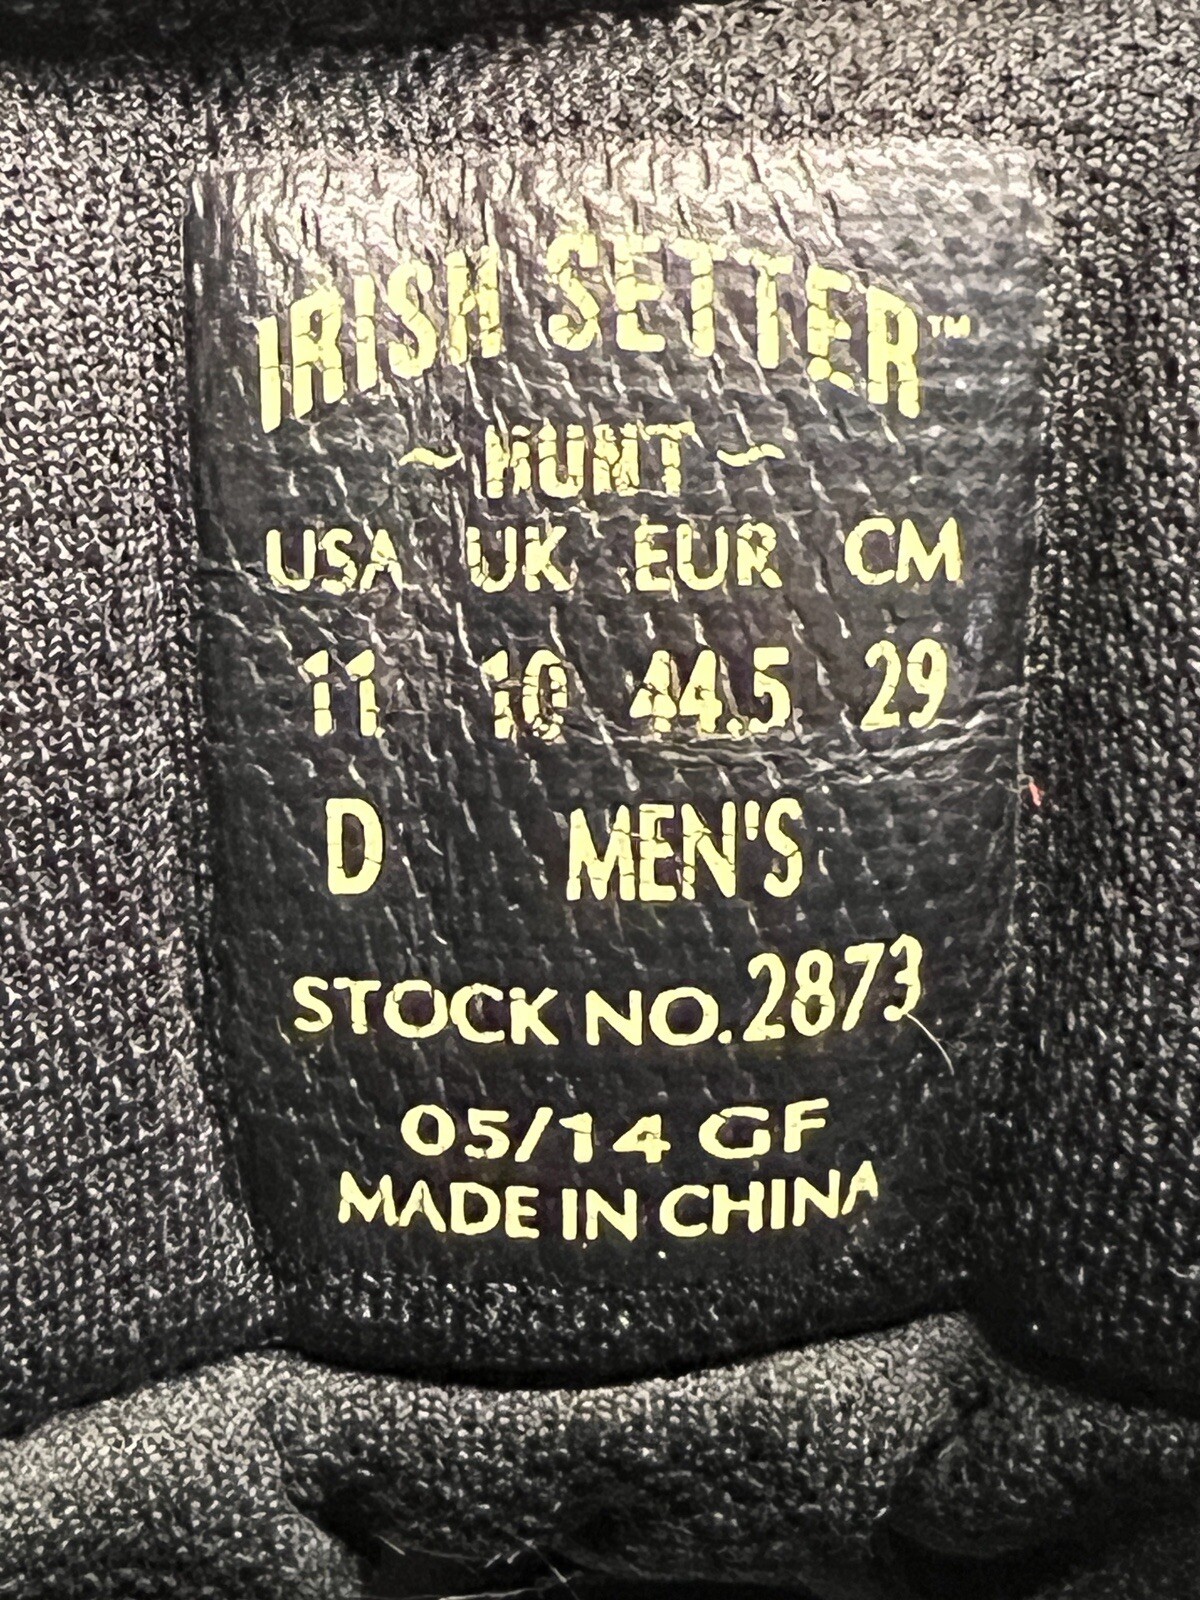 IRISH SETTER™
~ HUNT ~
USA UK EUR CM
11 10 44.5 29
D MEN'S
STOCK NO. 2873
05/14 GF
MADE IN CHINA